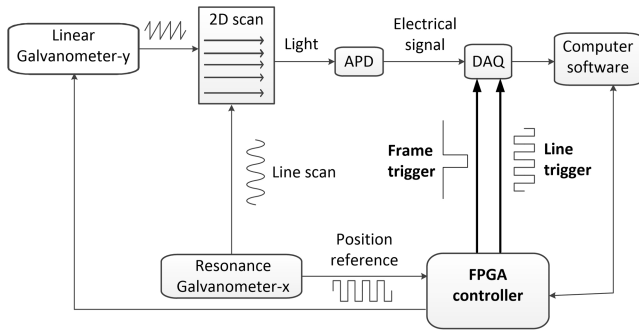 Linear
Galvanometer-y
2D scan
Light
APD
Electrical
signal
DAQ
Computer
software
Frame
trigger
Line
trigger
Line scan
Resonance
Galvanometer-x
Position
reference
FPGA
controller